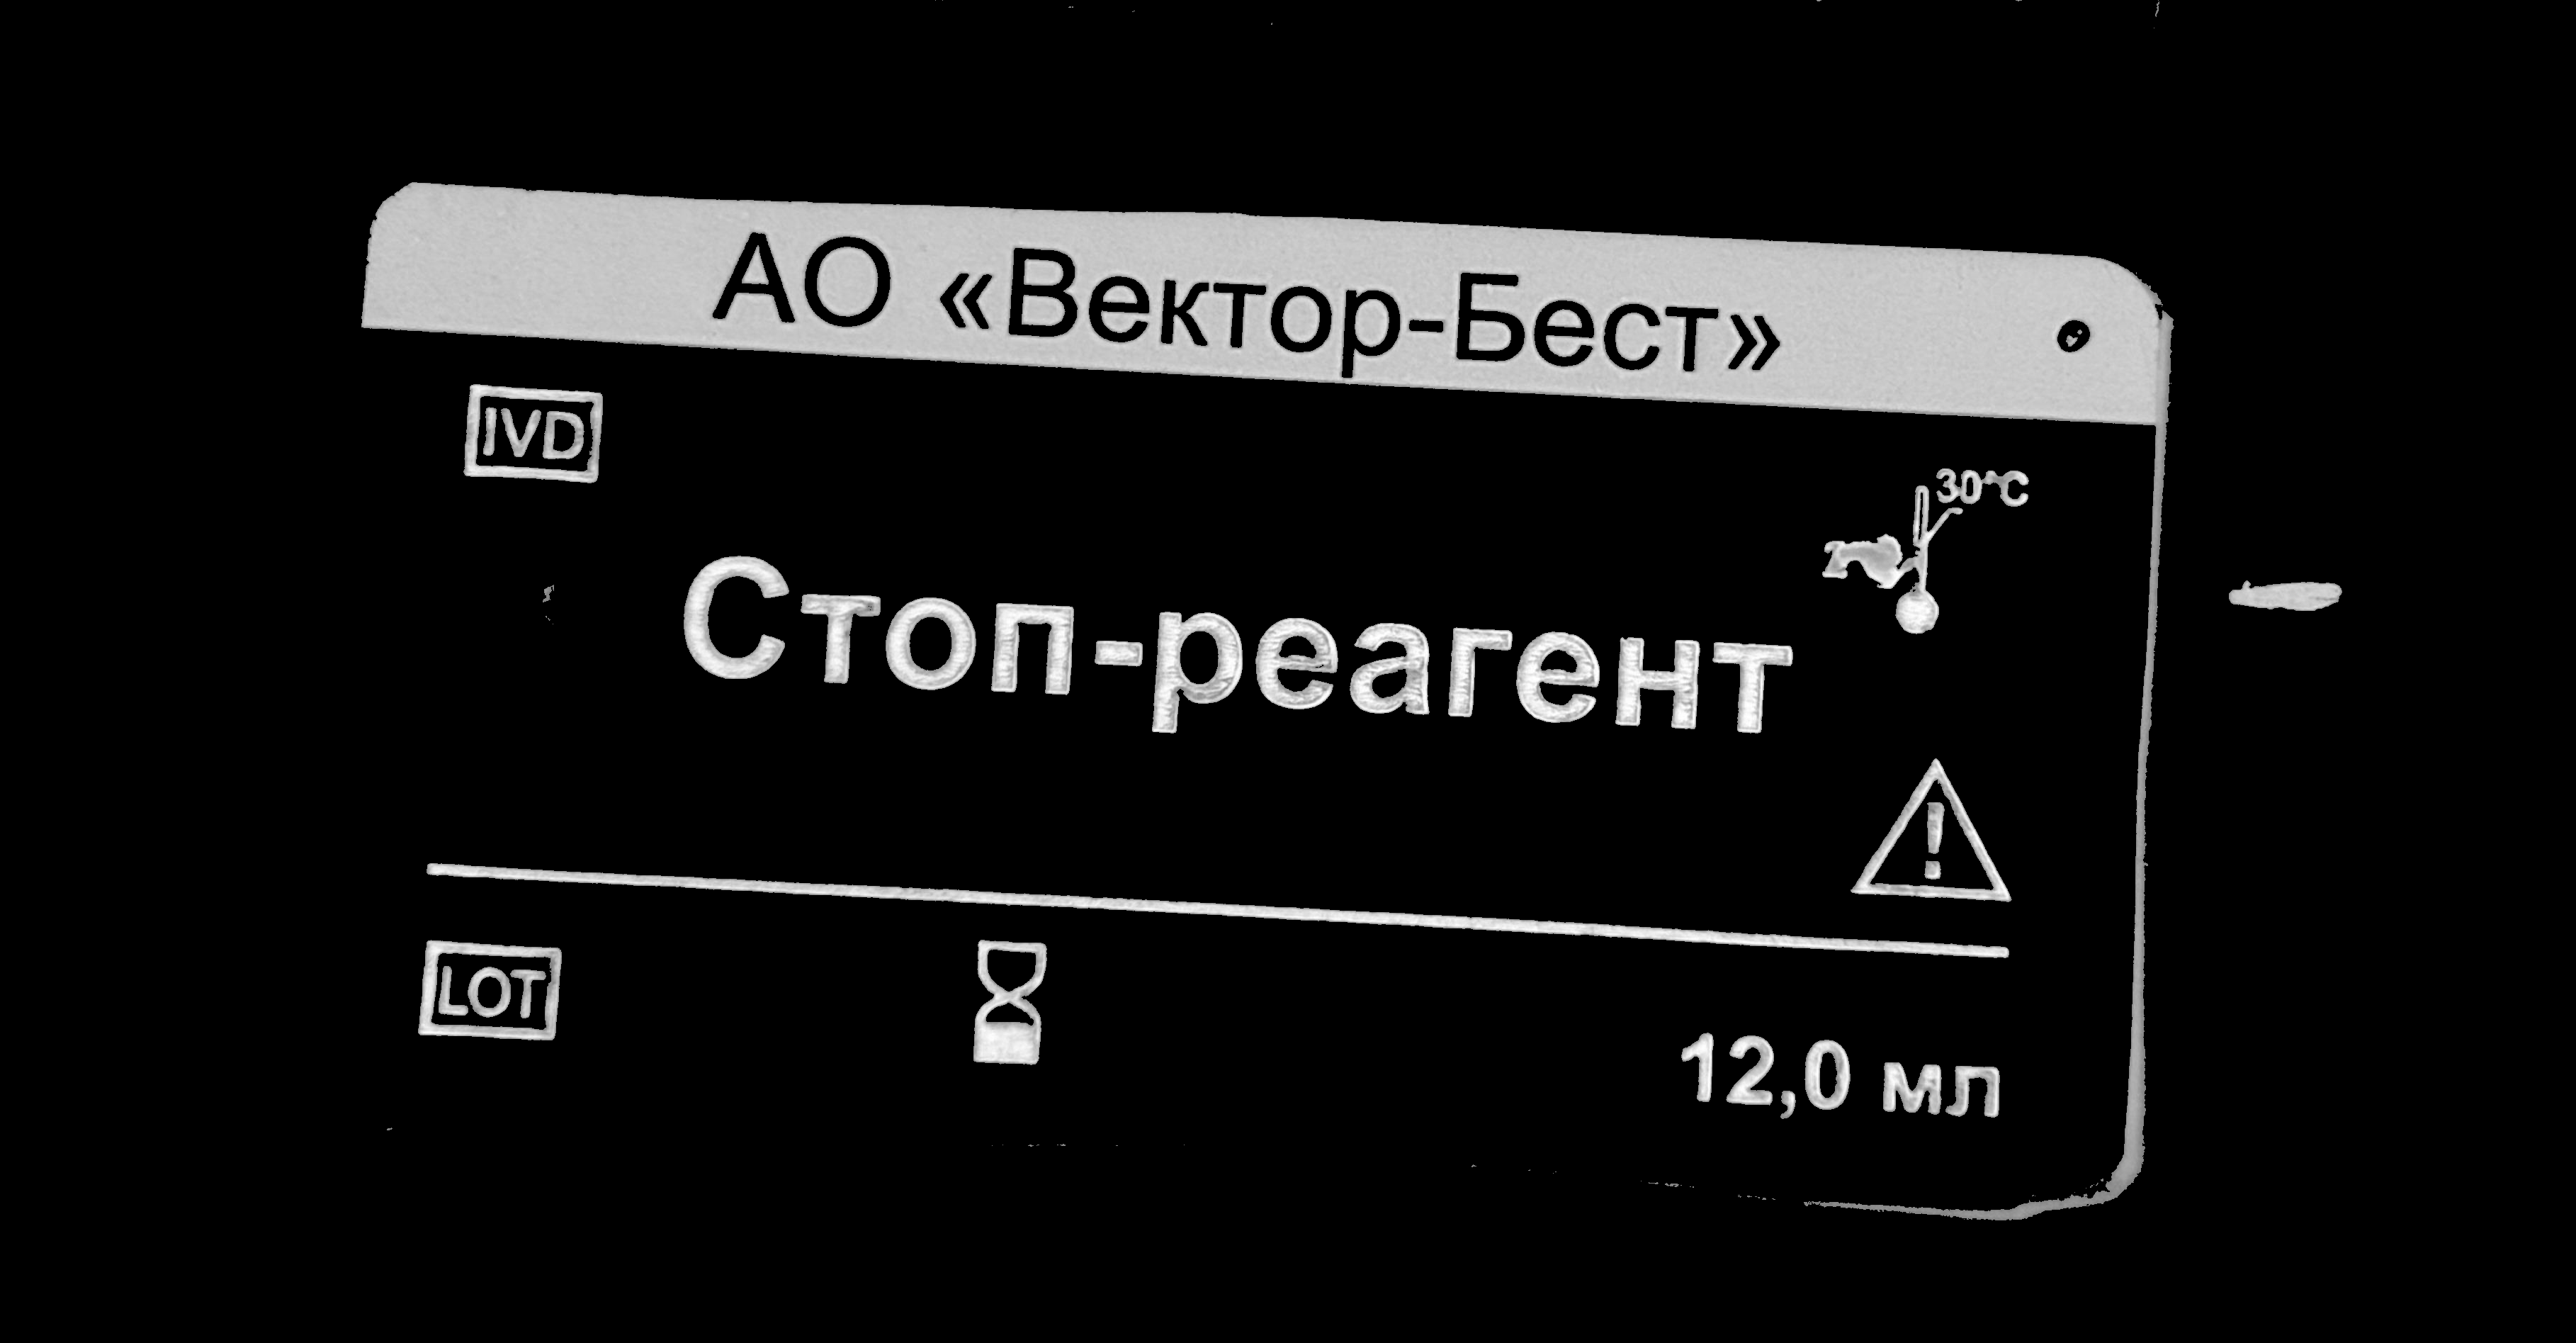 АО «Вектор-Бест»
IVD
30°C
Стоп-реагент
LOT
12,0 мл